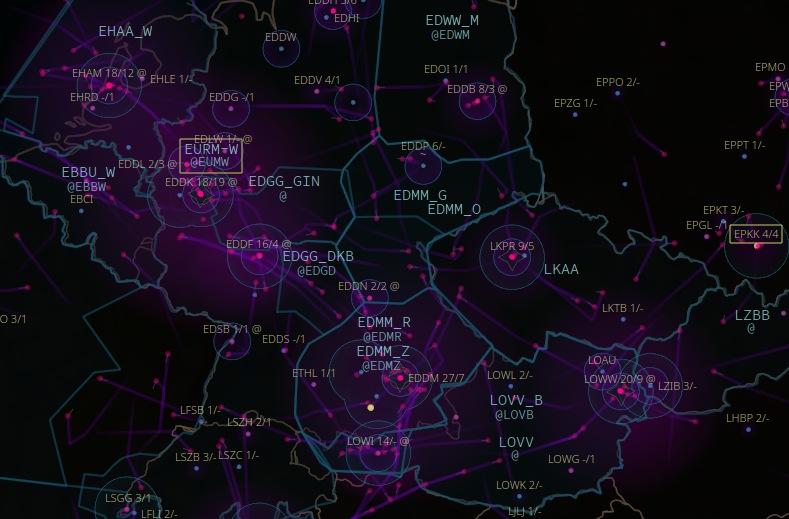 EDDH 3/6
EDHI
EDWW_M
@EDWM
EHAA_W
EDDW
EHAM 18/12 @
EHLE 1/-
EDDV 4/1
EDOI 1/1
EPMO
EPPO 2/-
EHRD -/1
EDDG -/1
EDDB 8/3 @
EPZG 1/-
EDLW 1/- @
EURM-W
@EUMW
EDDP 6/-
EPPT 1/-
EDDL 2/3 @
EBBU_W
@EBBW
EBCI
EDDK 18/19 @
EDGG_GIN
@
EDMM_G
EDMM_O
EPKT 3/-
EPGL -/1
EPKK 4/4
EDDF 16/4 @
EDGG_DKB
@EDGD
LKPR 9/5
LKAA
EDDN 2/2 @
LKTB 1/-
LZBB
@
O 3/1
EDMM_R
@EDMR
EDSB 1/1 @
EDDS -/1
EDMM_Z
@EDMZ
LOAU
ETHL 1/1
EDDM 27/7
LOWL 2/-
LOWW 20/9 @
LZIB 3/-
LOVV_B
@LOVB
LFSB 1/-
LSZH 2/1
LHBP 2/-
LOWI 14/- @
LOVV
@
LSZB 3/-
LSZC 1/-
LOWG -/1
LOWK 2/-
LSGG 3/1
LFLI 2/-
LJLJ 1/-